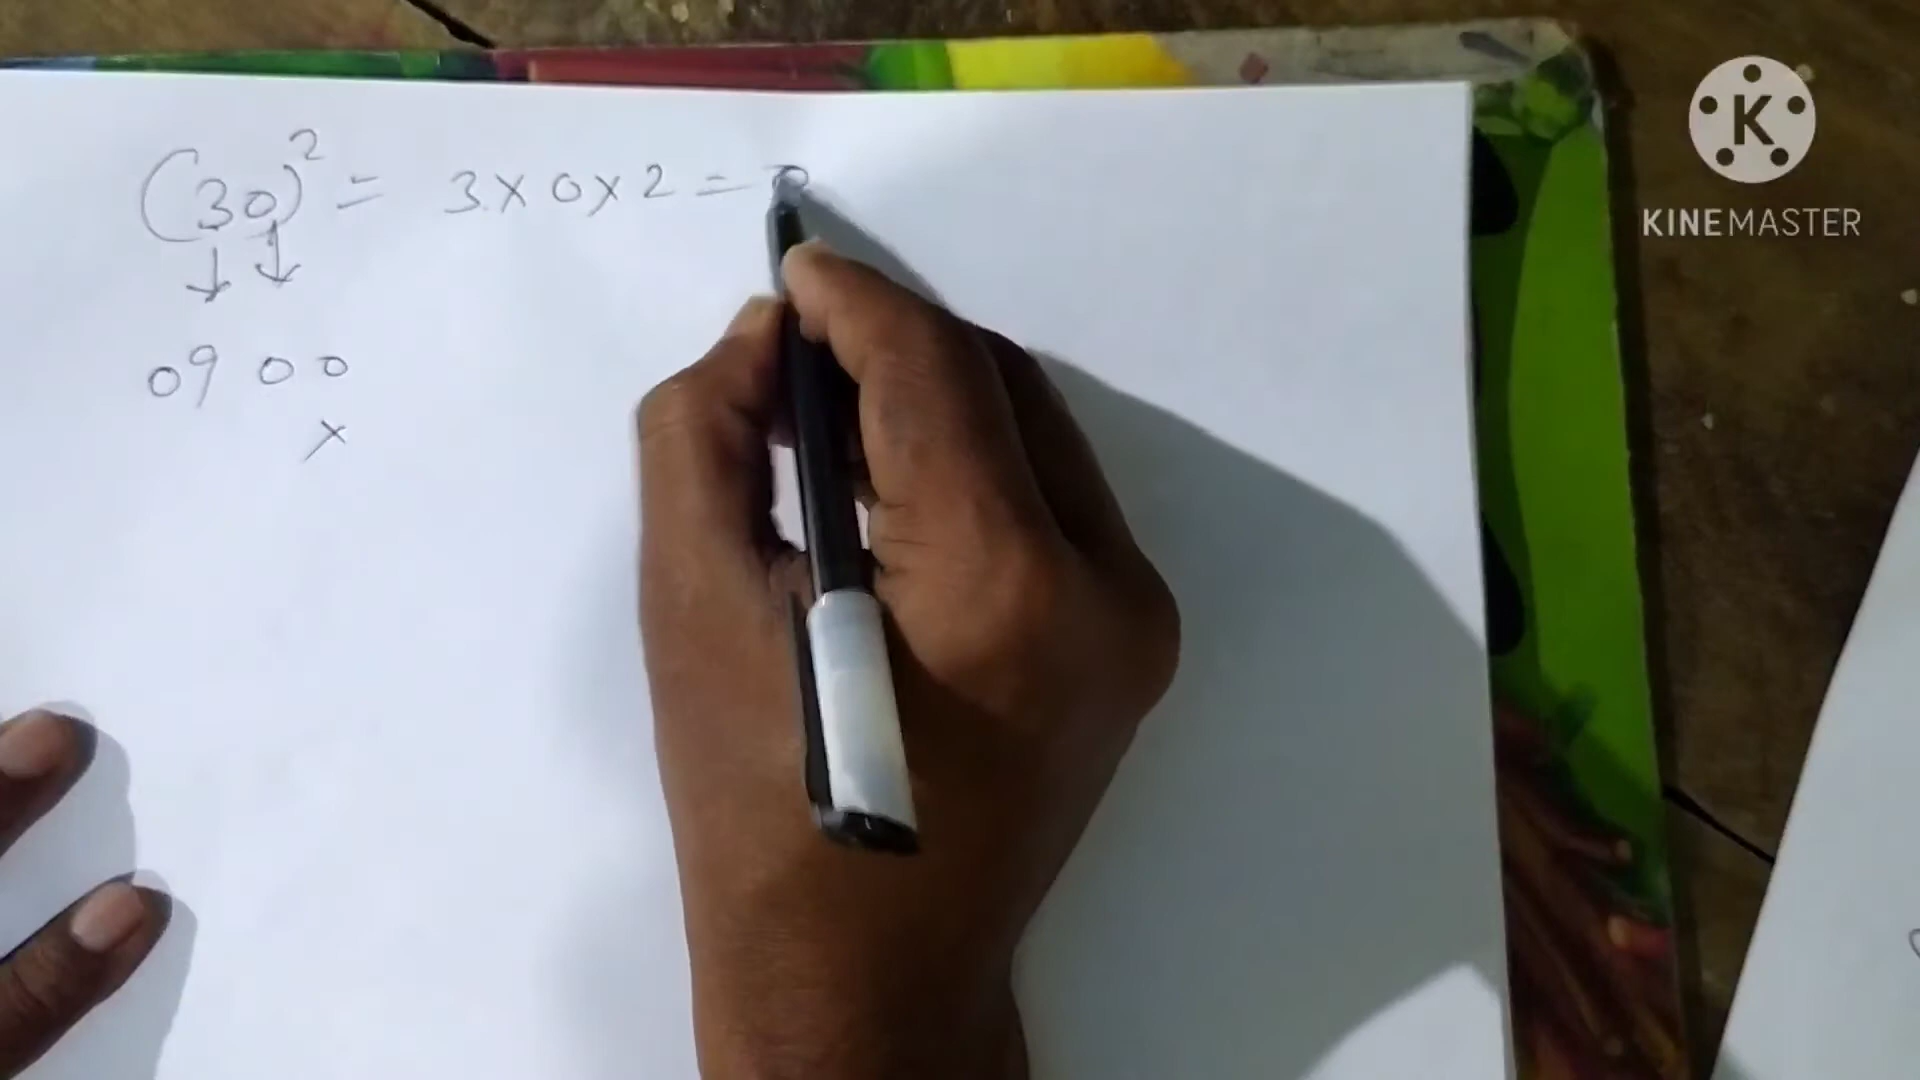 (30)² = 3 × 0 × 2 = 0
↓ ↓
09 00
×
K
KINEMASTER